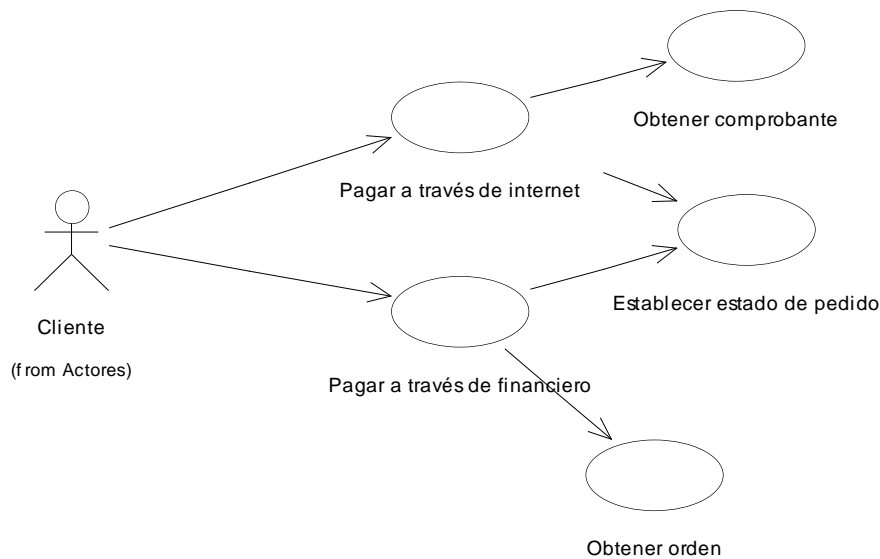 Obtener comprobante
Pagar a través de internet
Establecer estado de pedido
Cliente
(from Actores)
Pagar a través de financiero
Obtener orden